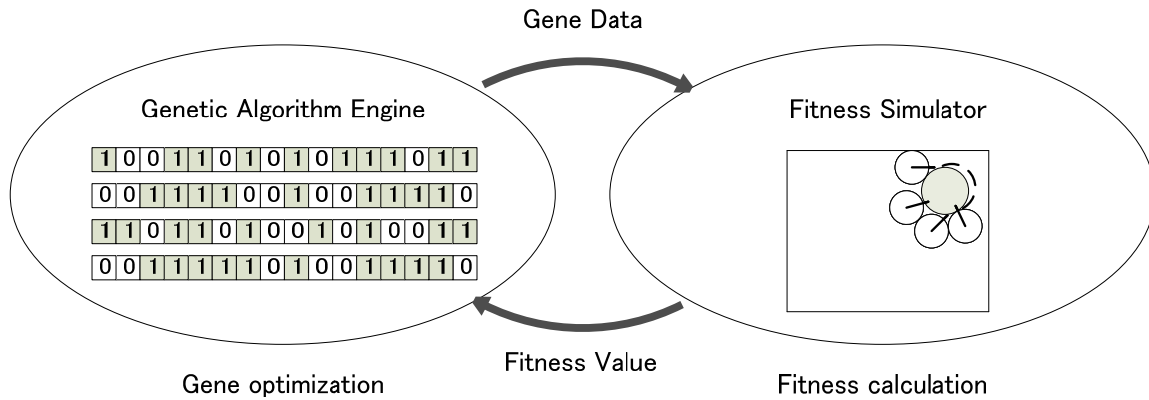 Gene Data
Genetic Algorithm Engine
1 0 0 1 1 0 1 0 1 0 1 1 1 0 1 1
0 0 1 1 1 1 0 0 1 0 0 1 1 1 1 0
1 1 0 1 1 0 1 0 0 1 0 1 0 0 1 1
0 0 1 1 1 1 1 0 1 0 0 1 1 1 1 0
Fitness Simulator
Fitness Value
Gene optimization
Fitness calculation